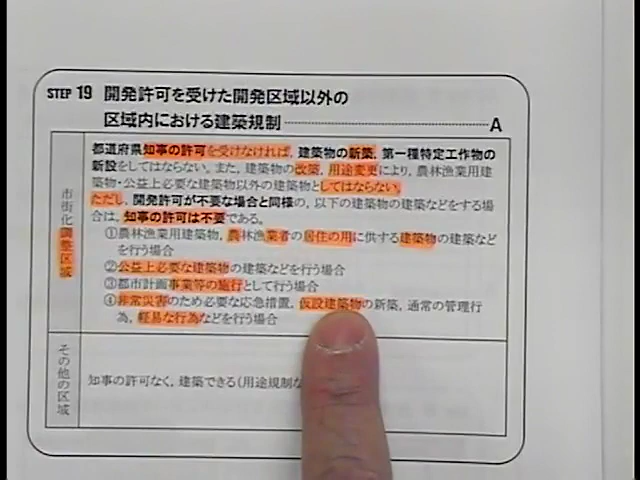 STEP 19 開発許可を受けた開発区域以外の
区域内における建築規制 A
市街化調整区域
都道府県知事の許可を受けなければ，建築物の新築，第一種特定工作物の
新設をしてはならない。また，建築物の改築，用途変更により，農林漁業用建
築物・公益上必要な建築物以外の建築物としてはならない。
ただし，開発許可が不要な場合と同様の，以下の建築物の建築などをする場
合は，知事の許可は不要である。
①農林漁業用建築物，農林漁業者の居住の用に供する建築物の建築など
を行う場合
②公益上必要な建築物の建築などを行う場合
③都市計画事業等の施行として行う場合
④非常災害のため必要な応急措置，仮設建築物の新築，通常の管理行
為，軽易な行為などを行う場合
その他の区域
知事の許可なく，建築できる（用途規制な